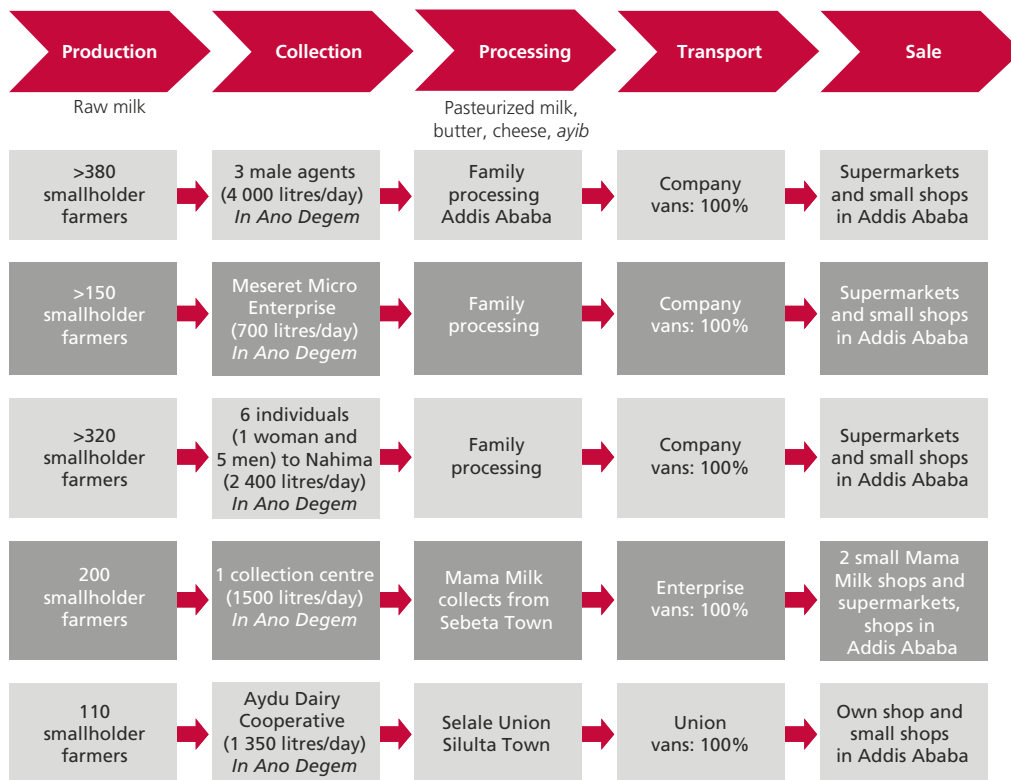 Production
Collection
Processing
Transport
Sale
Raw milk
Pasteurized milk,
butter, cheese, ayib
>380
smallholder
farmers
3 male agents
(4 000 litres/day)
In Ano Degem
Family
processing
Addis Ababa
Company
vans: 100%
Supermarkets
and small shops
in Addis Ababa
>150
smallholder
farmers
Meseret Micro
Enterprise
(700 litres/day)
In Ano Degem
Family
processing
Company
vans: 100%
Supermarkets
and small shops
in Addis Ababa
>320
smallholder
farmers
6 individuals
(1 woman and
5 men) to Nahima
(2 400 litres/day)
In Ano Degem
Family
processing
Company
vans: 100%
Supermarkets
and small shops
in Addis Ababa
200
smallholder
farmers
1 collection centre
(1500 litres/day)
In Ano Degem
Mama Milk
collects from
Sebeta Town
Enterprise
vans: 100%
2 small Mama
Milk shops and
supermarkets,
shops in
Addis Ababa
110
smallholder
farmers
Aydu Dairy
Cooperative
(1 350 litres/day)
In Ano Degem
Selale Union
Silulta Town
Union
vans: 100%
Own shop and
small shops
in Addis Ababa